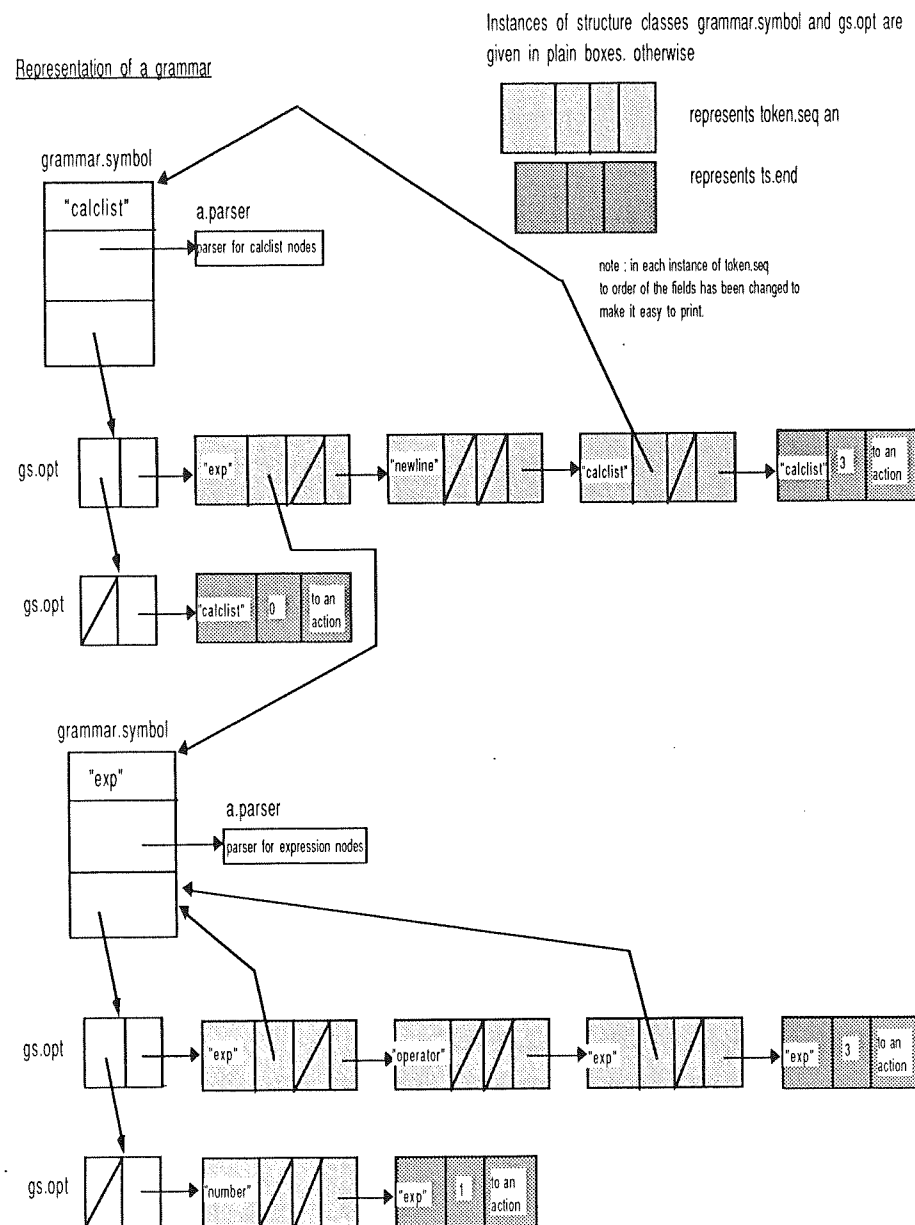 Instances of structure classes grammar.symbol and gs.opt are
given in plain boxes. otherwise
Representation of a grammar
represents token.seq an
represents ts.end
grammar.symbol
"calclist"
a.parser
parser for calclist nodes
note : in each instance of token.seq
to order of the fields has been changed to
make it easy to print.
gs.opt
"exp"
"newline"
"calclist"
"calclist"
3
to an
action
gs.opt
"calclist"
0
to an
action
grammar.symbol
"exp"
a.parser
parser for expression nodes
gs.opt
"exp"
"operator"
"exp"
"exp"
3
to an
action
gs.opt
"number"
"exp"
1
to an
action